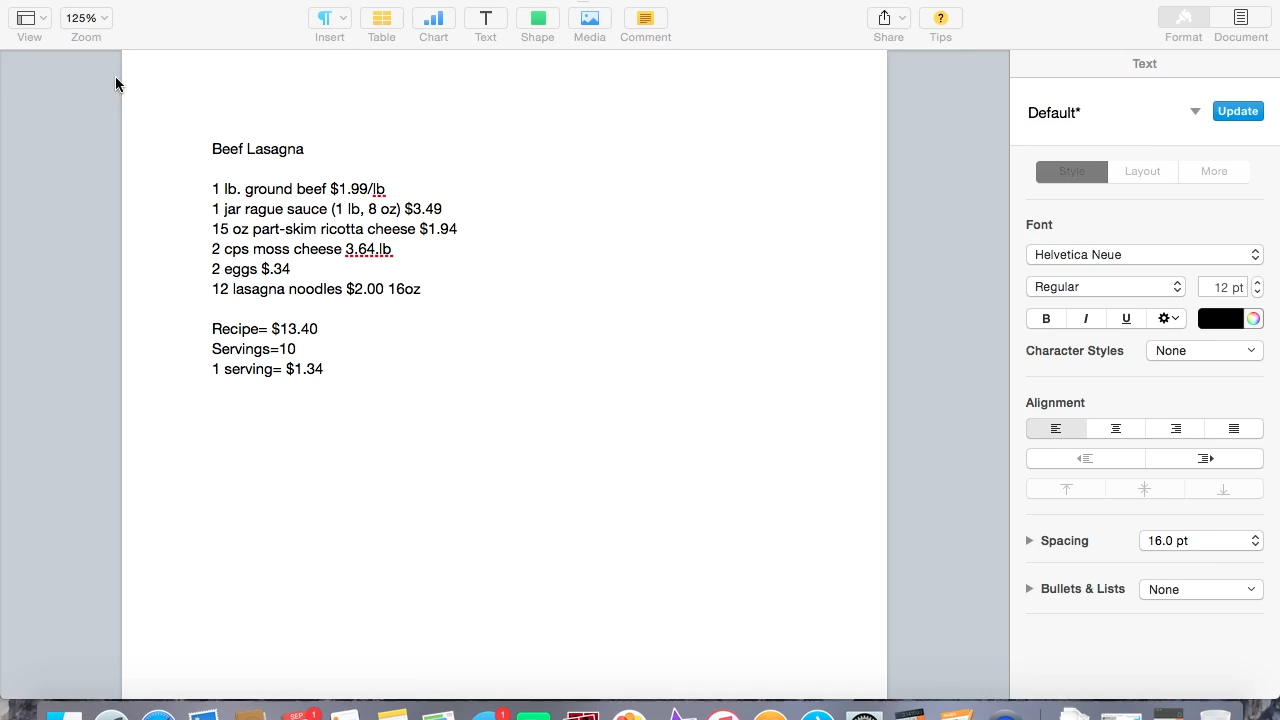 125%
View
Zoom
Insert
Table
Chart
Text
Shape
Media
Comment
Share
Tips
Format
Document
Text
Default*
Update
Style
Layout
More
Font
Helvetica Neue
Regular
12 pt
B
I
U
Character Styles
None
Alignment
Spacing
16.0 pt
Bullets & Lists
None
Beef Lasagna
1 lb. ground beef $1.99/lb
1 jar rague sauce (1 lb, 8 oz) $3.49
15 oz part-skim ricotta cheese $1.94
2 cps moss cheese 3.64.lb
2 eggs $.34
12 lasagna noodles $2.00 16oz
Recipe= $13.40
Servings=10
1 serving= $1.34
SEP
1
1